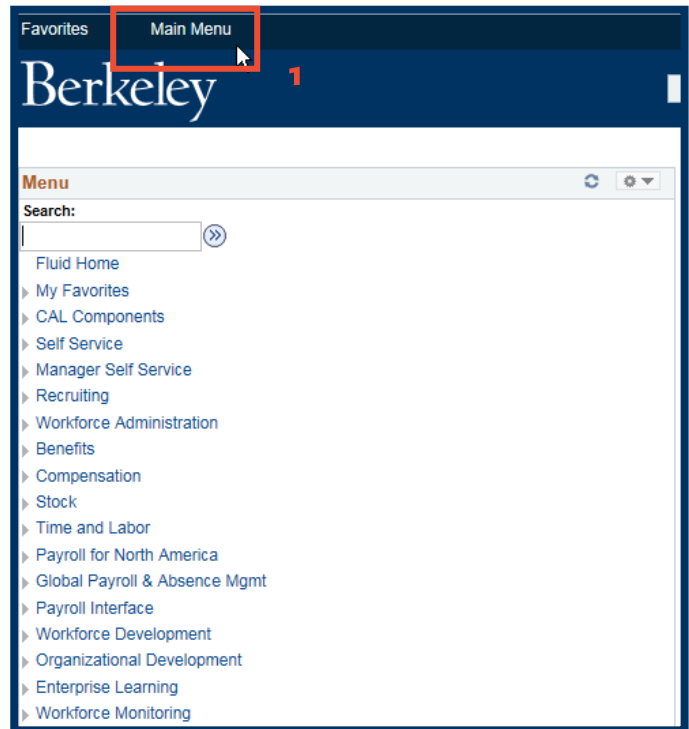 Favorites Main Menu
1
Berkeley
Menu
Search:
Fluid Home
My Favorites
CAL Components
Self Service
Manager Self Service
Recruiting
Workforce Administration
Benefits
Compensation
Stock
Time and Labor
Payroll for North America
Global Payroll & Absence Mgmt
Payroll Interface
Workforce Development
Organizational Development
Enterprise Learning
Workforce Monitoring